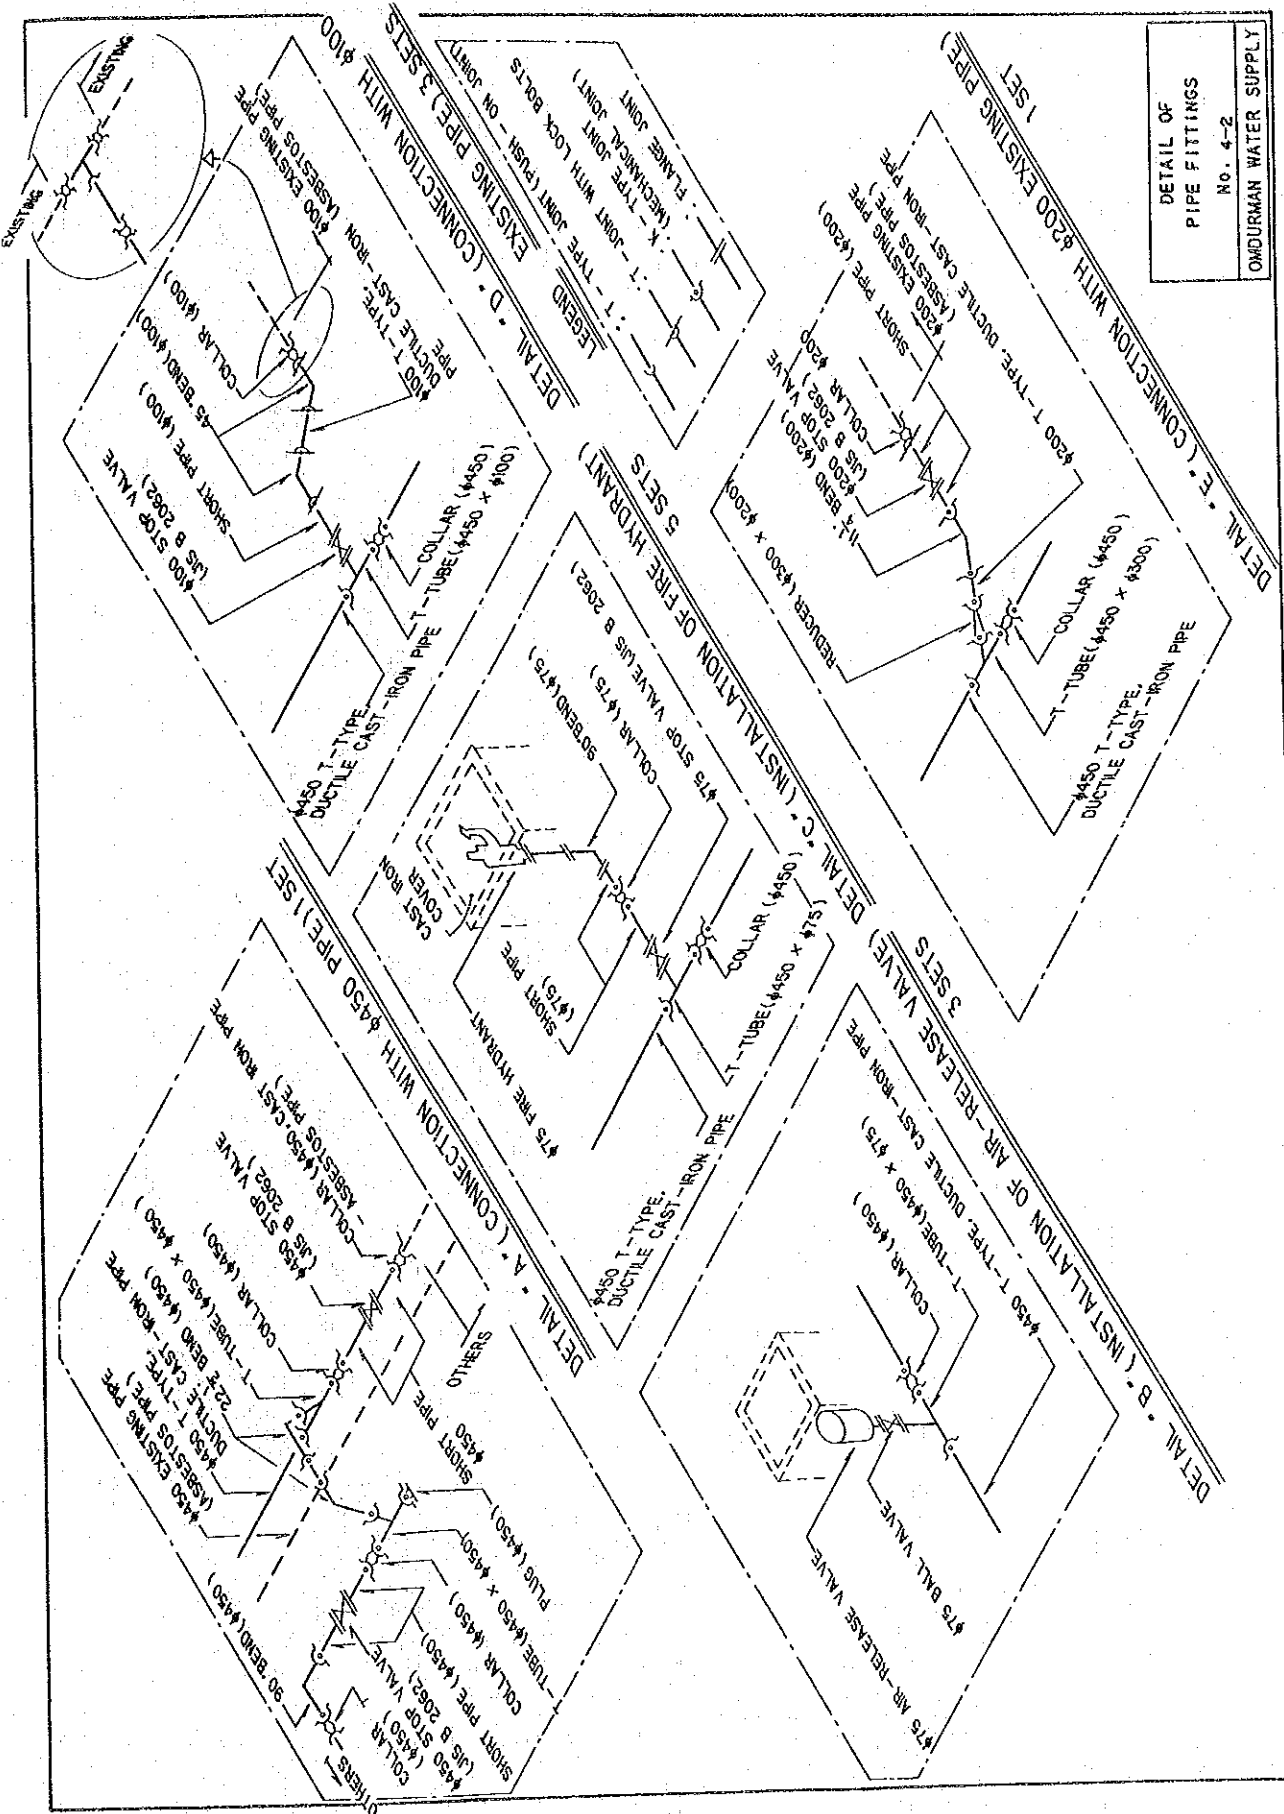 DETAIL OF
PIPE FITTINGS
No. 4-2
OMDURMAN WATER SUPPLY
DETAIL "A" (CONNECTION WITH φ450 PIPE) 1 SET
φ450 EXISTING PIPE
(ASBESTOS PIPE)
φ450 T-TYPE,
DUCTILE CAST-IRON PIPE
22½° BEND (φ450)
T-TUBE(φ450 x φ450)
COLLAR (φ450)
φ450 STOP VALVE
(JIS B 2062)
COLLAR (φ450, CAST IRON PIPE
- ASBESTOS PIPE)
90° BEND(φ450)
OTHERS
φ450
SHORT PIPE
PLUG (φ450)
T-TUBE(φ450 x φ450)
COLLAR (φ450)
SHORT PIPE (φ450)
φ450 STOP VALVE
(JIS B 2062)
COLLAR
(φ450)
OTHERS
DETAIL "B" (INSTALLATION OF AIR-RELEASE VALVE)
3 SETS
φ450 T-TYPE, DUCTILE CAST-IRON PIPE
T-TUBE(φ450 x φ75)
COLLAR (φ450)
φ75 BALL VALVE
φ75 AIR-RELEASE VALVE
DETAIL "C" (INSTALLATION OF FIRE HYDRANT)
5 SETS
φ75 STOP VALVE (JIS B 2062)
COLLAR (φ75)
90° BEND(φ75)
CAST IRON
COVER
SHORT PIPE
(φ75)
φ75 FIRE HYDRANT
COLLAR (φ450)
T-TUBE(φ450 x φ75)
φ450 T-TYPE,
DUCTILE CAST-IRON PIPE
DETAIL "D" (CONNECTION WITH φ100
EXISTING PIPE) 3 SETS
φ100 STOP VALVE
(JIS B 2062)
SHORT PIPE (φ100)
45° BEND(φ100)
COLLAR (φ100)
φ100 EXISTING PIPE
(ASBESTOS PIPE)
φ100 T-TYPE,
DUCTILE CAST-IRON
PIPE
EXISTING
EXISTING
COLLAR (φ450)
T-TUBE(φ450 x φ100)
φ450 T-TYPE,
DUCTILE CAST-IRON PIPE
LEGEND
: T-TYPE JOINT (PUSH-ON JOINT)
: T-JOINT WITH LOCK BOLTS
: K-TYPE JOINT
(MECHANICAL JOINT)
: FLANGE JOINT
DETAIL "E" (CONNECTION WITH φ200 EXISTING PIPE)
1 SET
REDUCER (φ300 x φ200)
11¼° BEND (φ200)
φ200 STOP VALVE
(JIS B 2062)
COLLAR φ200
SHORT PIPE (φ200)
φ200 EXISTING PIPE
(ASBESTOS PIPE)
φ200 T-TYPE, DUCTILE CAST-IRON PIPE
COLLAR (φ450)
T-TUBE(φ450 x φ300)
φ450 T-TYPE,
DUCTILE CAST-IRON PIPE